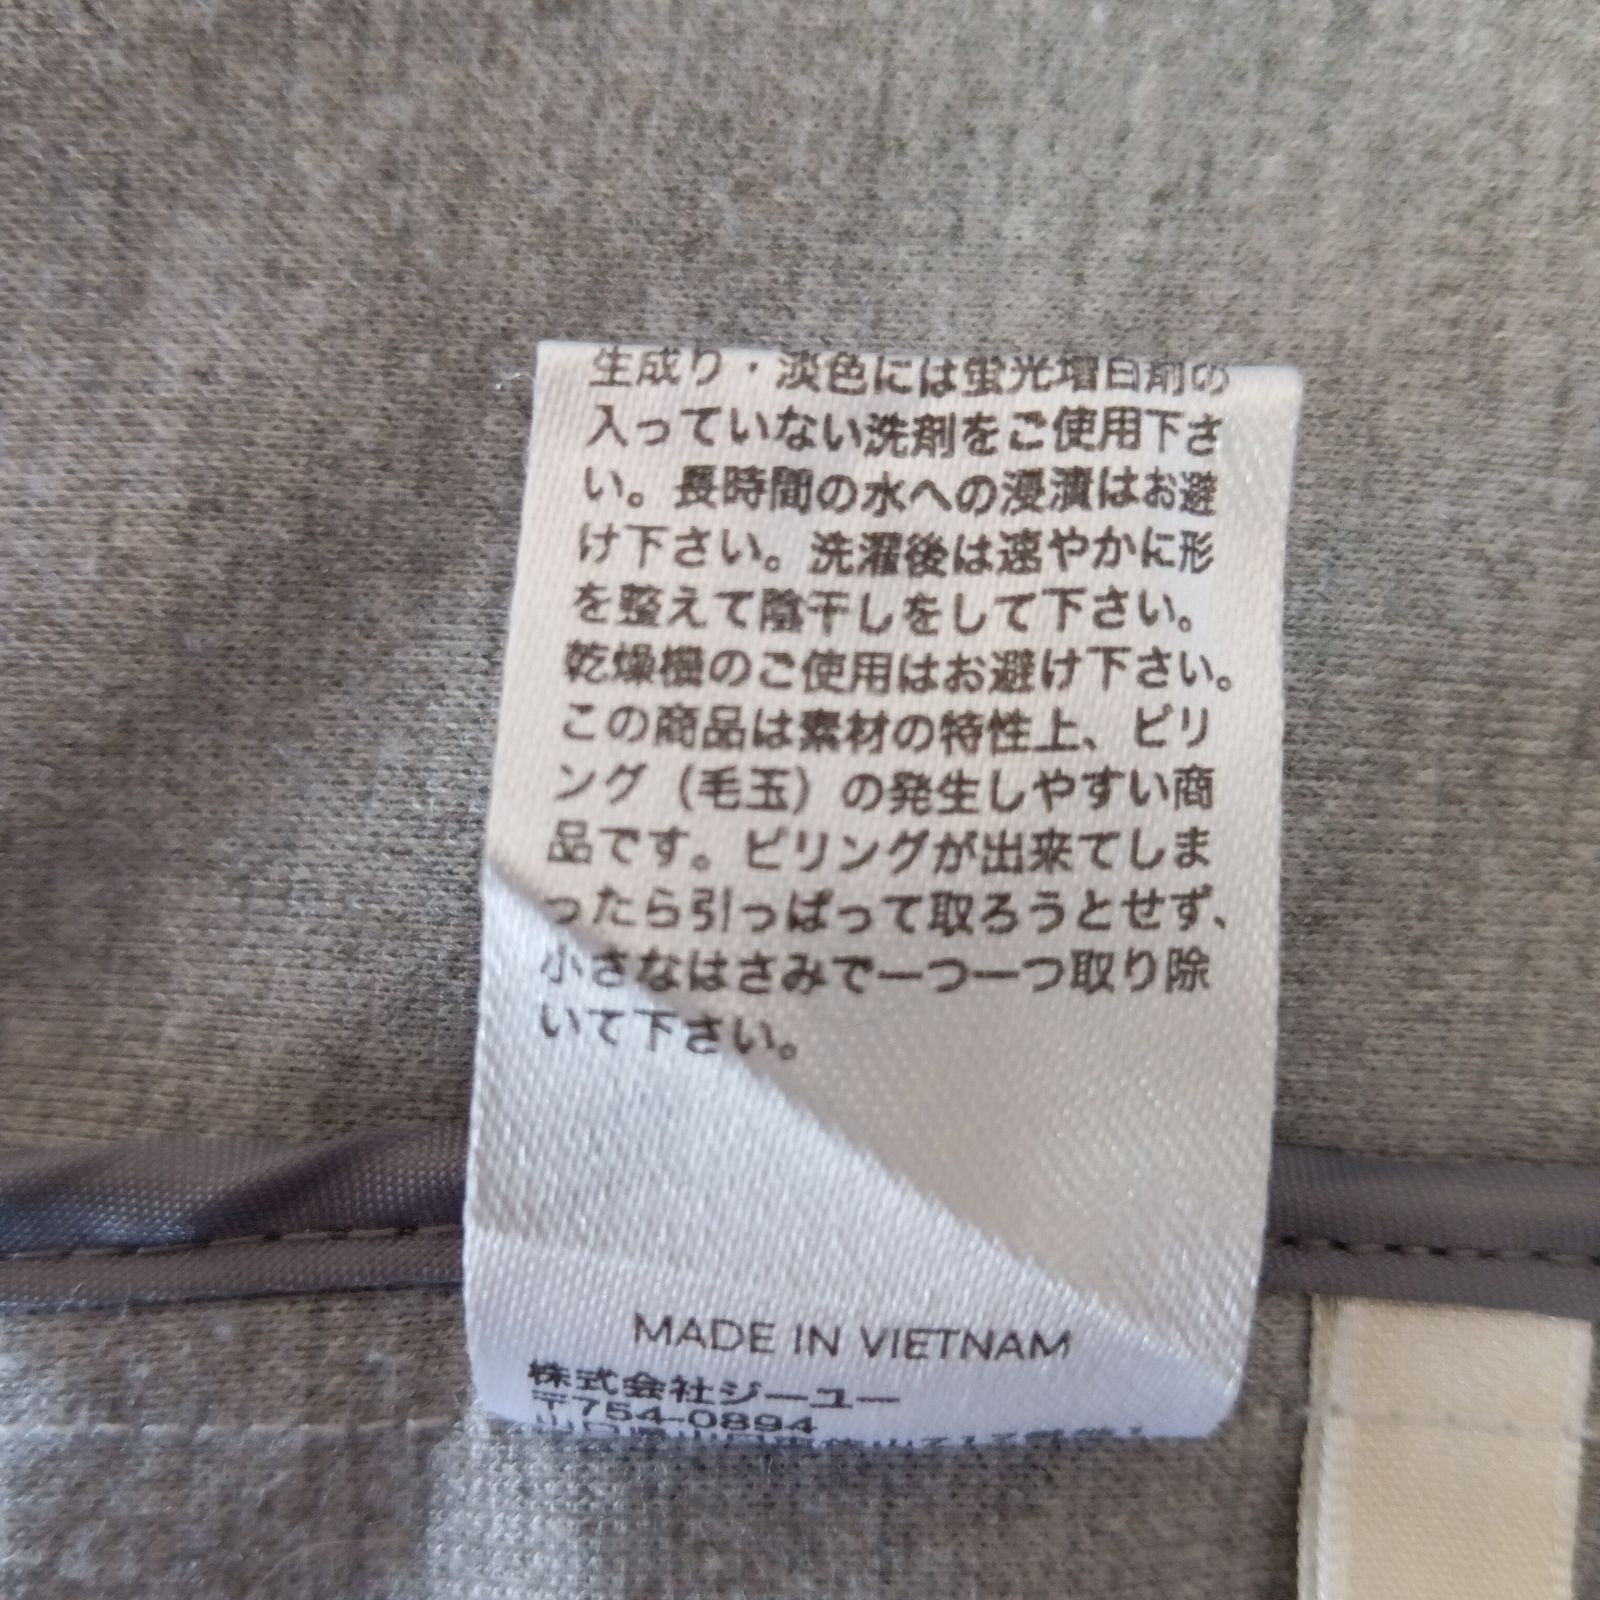 生成り・淡色には蛍光増白剤の
入っていない洗剤をご使用下さ
い。長時間の水への浸漬はお避
け下さい。洗濯後は速やかに形
を整えて陰干しをして下さい。
乾燥機のご使用はお避け下さい。
この商品は素材の特性上、ピリ
ング（毛玉）の発生しやすい商
品です。ピリングが出来てしま
ったら引っぱって取ろうとせず、
小さなはさみで一つ一つ取り除
いて下さい。
MADE IN VIETNAM
株式会社ジーユー
〒754-0894